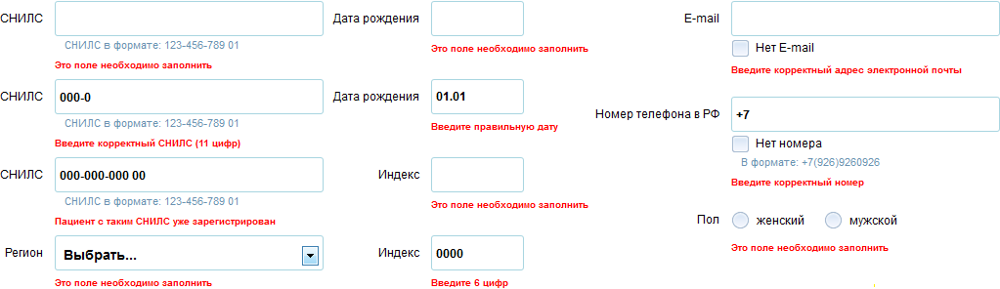 СНИЛС
СНИЛС в формате: 123-456-789 01
Это поле необходимо заполнить
СНИЛС 000-0
СНИЛС в формате: 123-456-789 01
Введите корректный СНИЛС (11 цифр)
СНИЛС 000-000-000 00
СНИЛС в формате: 123-456-789 01
Пациент с таким СНИЛС уже зарегистрирован
Регион Выбрать...
Это поле необходимо заполнить
Дата рождения
Это поле необходимо заполнить
Дата рождения 01.01
Введите правильную дату
Индекс
Это поле необходимо заполнить
Индекс 0000
Введите 6 цифр
E-mail
Нет E-mail
Введите корректный адрес электронной почты
Номер телефона в РФ +7
Нет номера
В формате: +7(926)9260926
Введите корректный номер
Пол женский мужской
Это поле необходимо заполнить